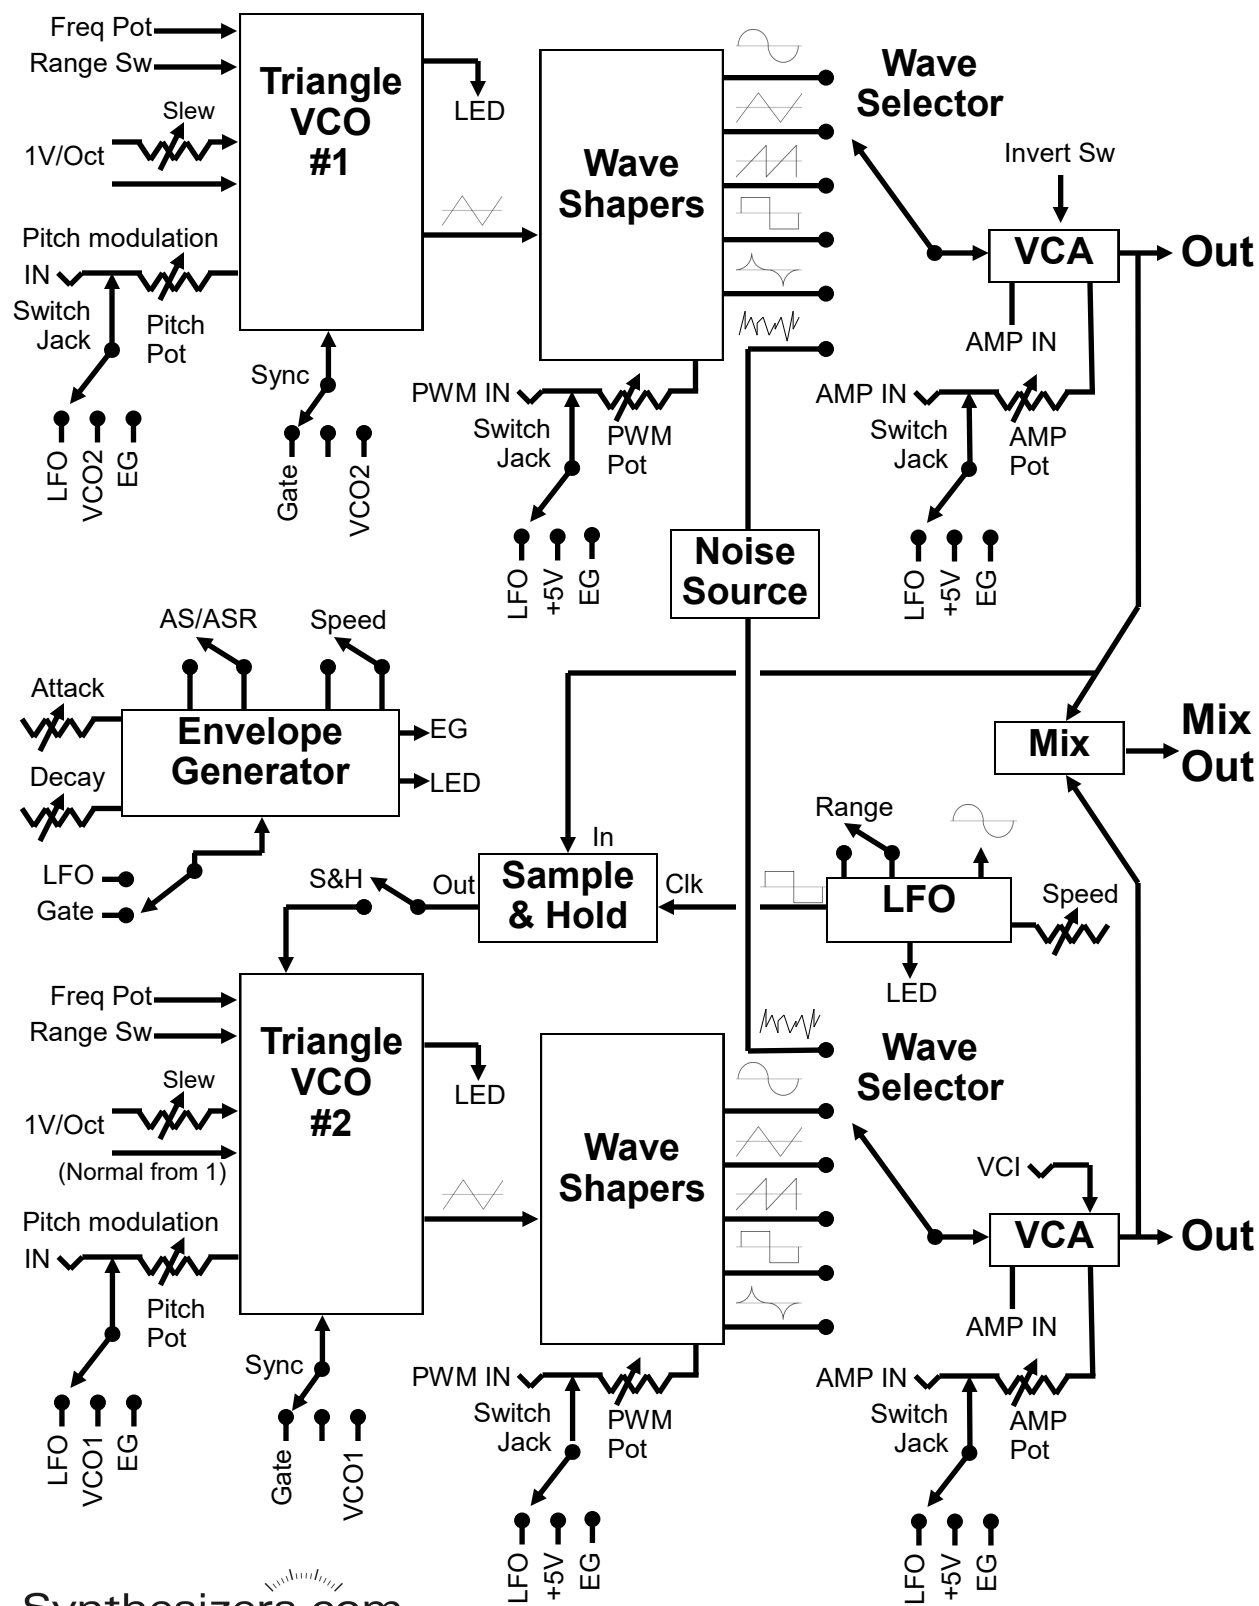 Freq Pot
Range Sw
Slew
1V/Oct
Pitch modulation
IN
Switch
Jack
Pitch
Pot
LFO
VCO2
EG
Triangle
VCO
#1
LED
Sync
Gate
VCO2
Wave
Shapers
PWM IN
Switch
Jack
PWM
Pot
LFO
+5V
EG
Wave
Selector
Invert Sw
VCA
Out
AMP IN
AMP IN
Switch
Jack
AMP
Pot
LFO
+5V
EG
Noise
Source
AS/ASR
Speed
Attack
Decay
Envelope
Generator
EG
LED
LFO
Gate
Mix
Mix
Out
In
S&H
Out
Sample
& Hold
Clk
Range
LFO
Speed
LED
Freq Pot
Range Sw
Slew
1V/Oct
(Normal from 1)
Pitch modulation
IN
Pitch
Pot
LFO
VCO1
EG
Triangle
VCO
#2
LED
Sync
Gate
VCO1
Wave
Shapers
PWM IN
Switch
Jack
PWM
Pot
LFO
+5V
EG
Wave
Selector
VCI
VCA
Out
AMP IN
AMP IN
Switch
Jack
AMP
Pot
LFO
+5V
EG
Synthesizers.com